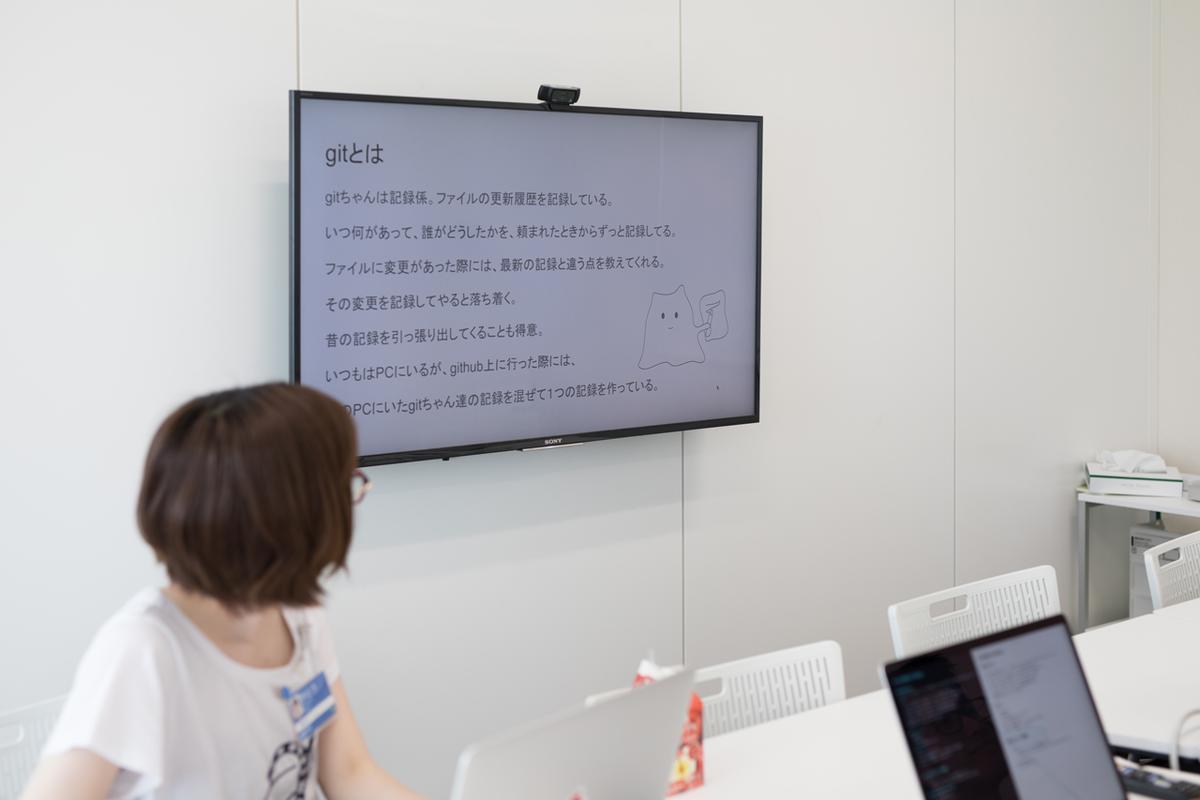 gitとは
gitちゃんは記録係。ファイルの更新履歴を記録している。
いつ何があって、誰がどうしたかを、頼まれたときからずっと記録してる。
ファイルに変更があった際には、最新の記録と違う点を教えてくれる。
その変更を記録してやると落ち着く。
昔の記録を引っ張り出してくることも得意。
いつもはPCにいるが、github上に行った際には、
PCにいたgitちゃん達の記録を混ぜて1つの記録を作っている。
SONY